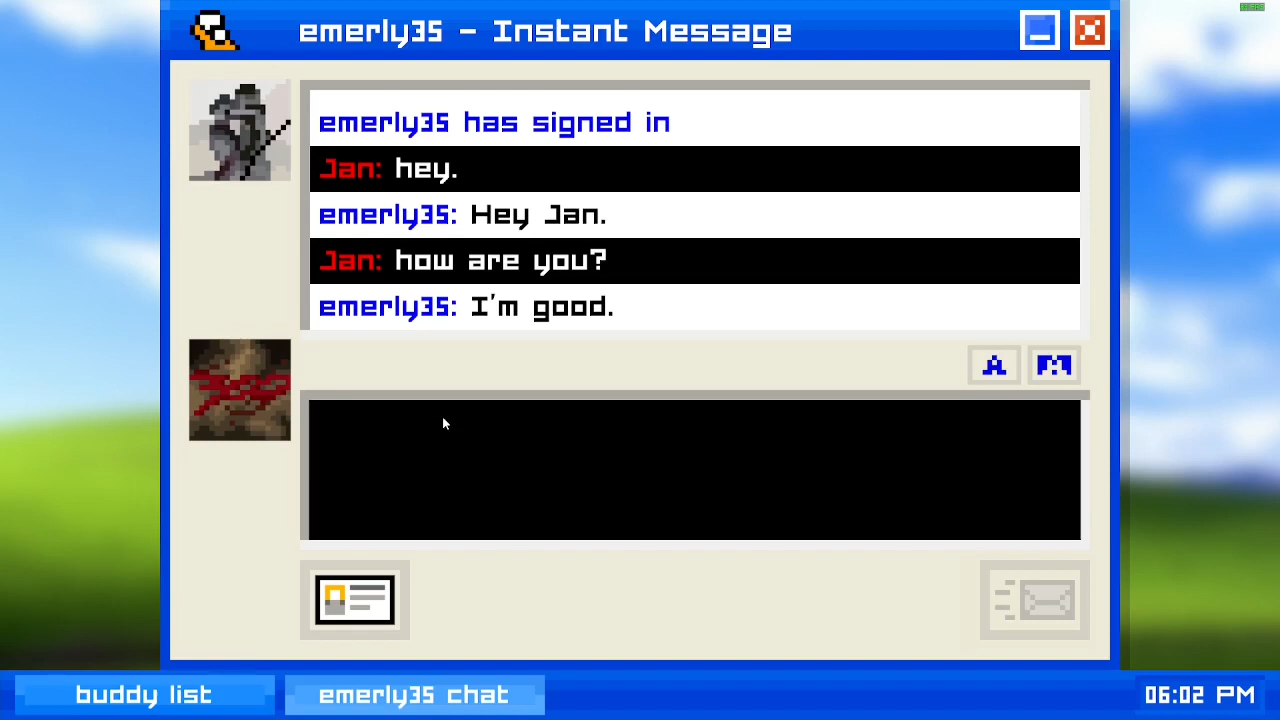 emerly35 - Instant Message
emerly35 has signed in
Jan: hey.
emerly35: Hey Jan.
Jan: how are you?
emerly35: I'm good.
A
buddy list
emerly35 chat
06:02 PM